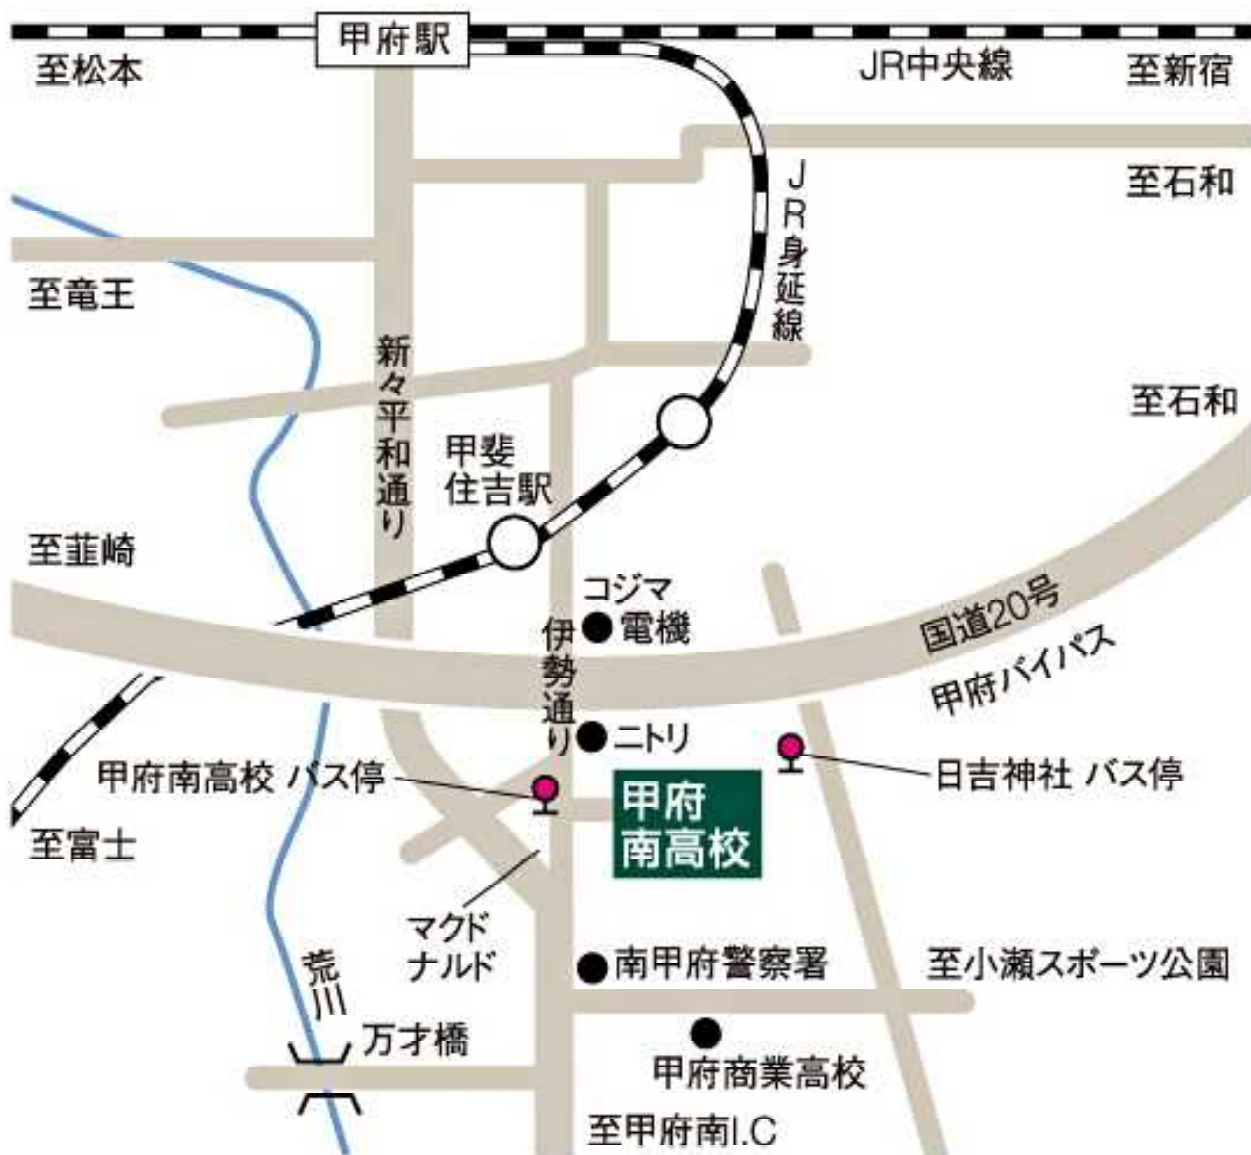 甲府駅
至松本
JR中央線
至新宿
至石和
JR身延線
至竜王
新々平和通り
至石和
甲斐
住吉駅
至韮崎
コジマ
電機
国道20号
甲府バイパス
伊勢通り
ニトリ
甲府南高校 バス停
日吉神社 バス停
甲府
南高校
至富士
マクド
ナルド
南甲府警察署
至小瀬スポーツ公園
荒川
万才橋
甲府商業高校
至甲府南I.C